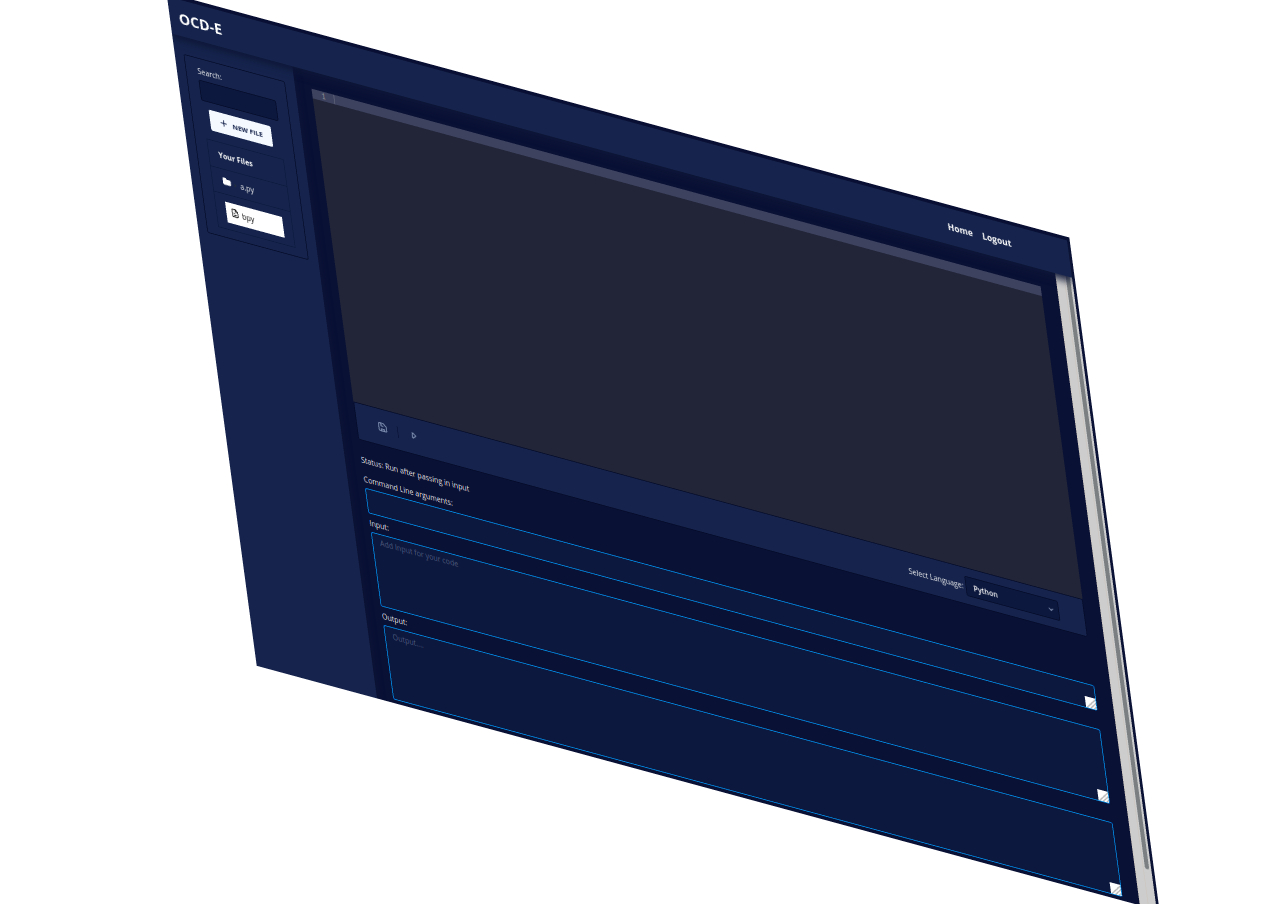 OCD-E
Home Logout
Search:
+ NEW FILE
Your Files
a.py
bpy
1
Select Language: Python
Status: Run after passing in input
Command Line arguments:
Input:
Add Input for your code
Output:
Output....